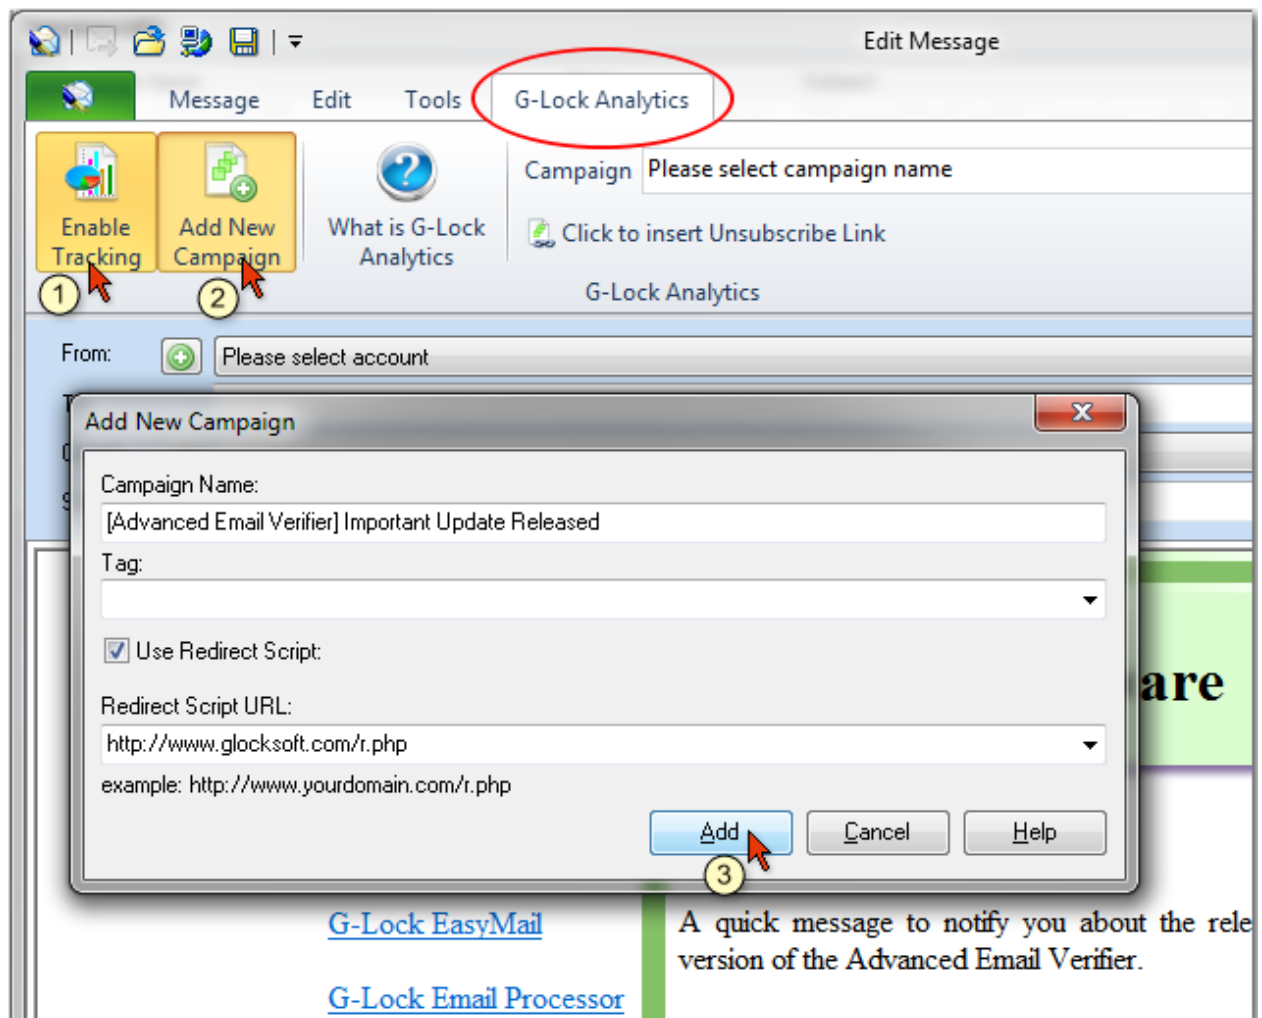 Edit Message
Message Edit Tools G-Lock Analytics
Enable Tracking
Add New Campaign
What is G-Lock Analytics
Campaign Please select campaign name
Click to insert Unsubscribe Link
1
2
G-Lock Analytics
From: Please select account
Add New Campaign
Campaign Name:
[Advanced Email Verifier] Important Update Released
Tag:
Use Redirect Script:
Redirect Script URL:
http://www.glocksoft.com/r.php
example: http://www.yourdomain.com/r.php
Add Cancel Help
3
are
G-Lock EasyMail
A quick message to notify you about the rele
version of the Advanced Email Verifier.
G-Lock Email Processor